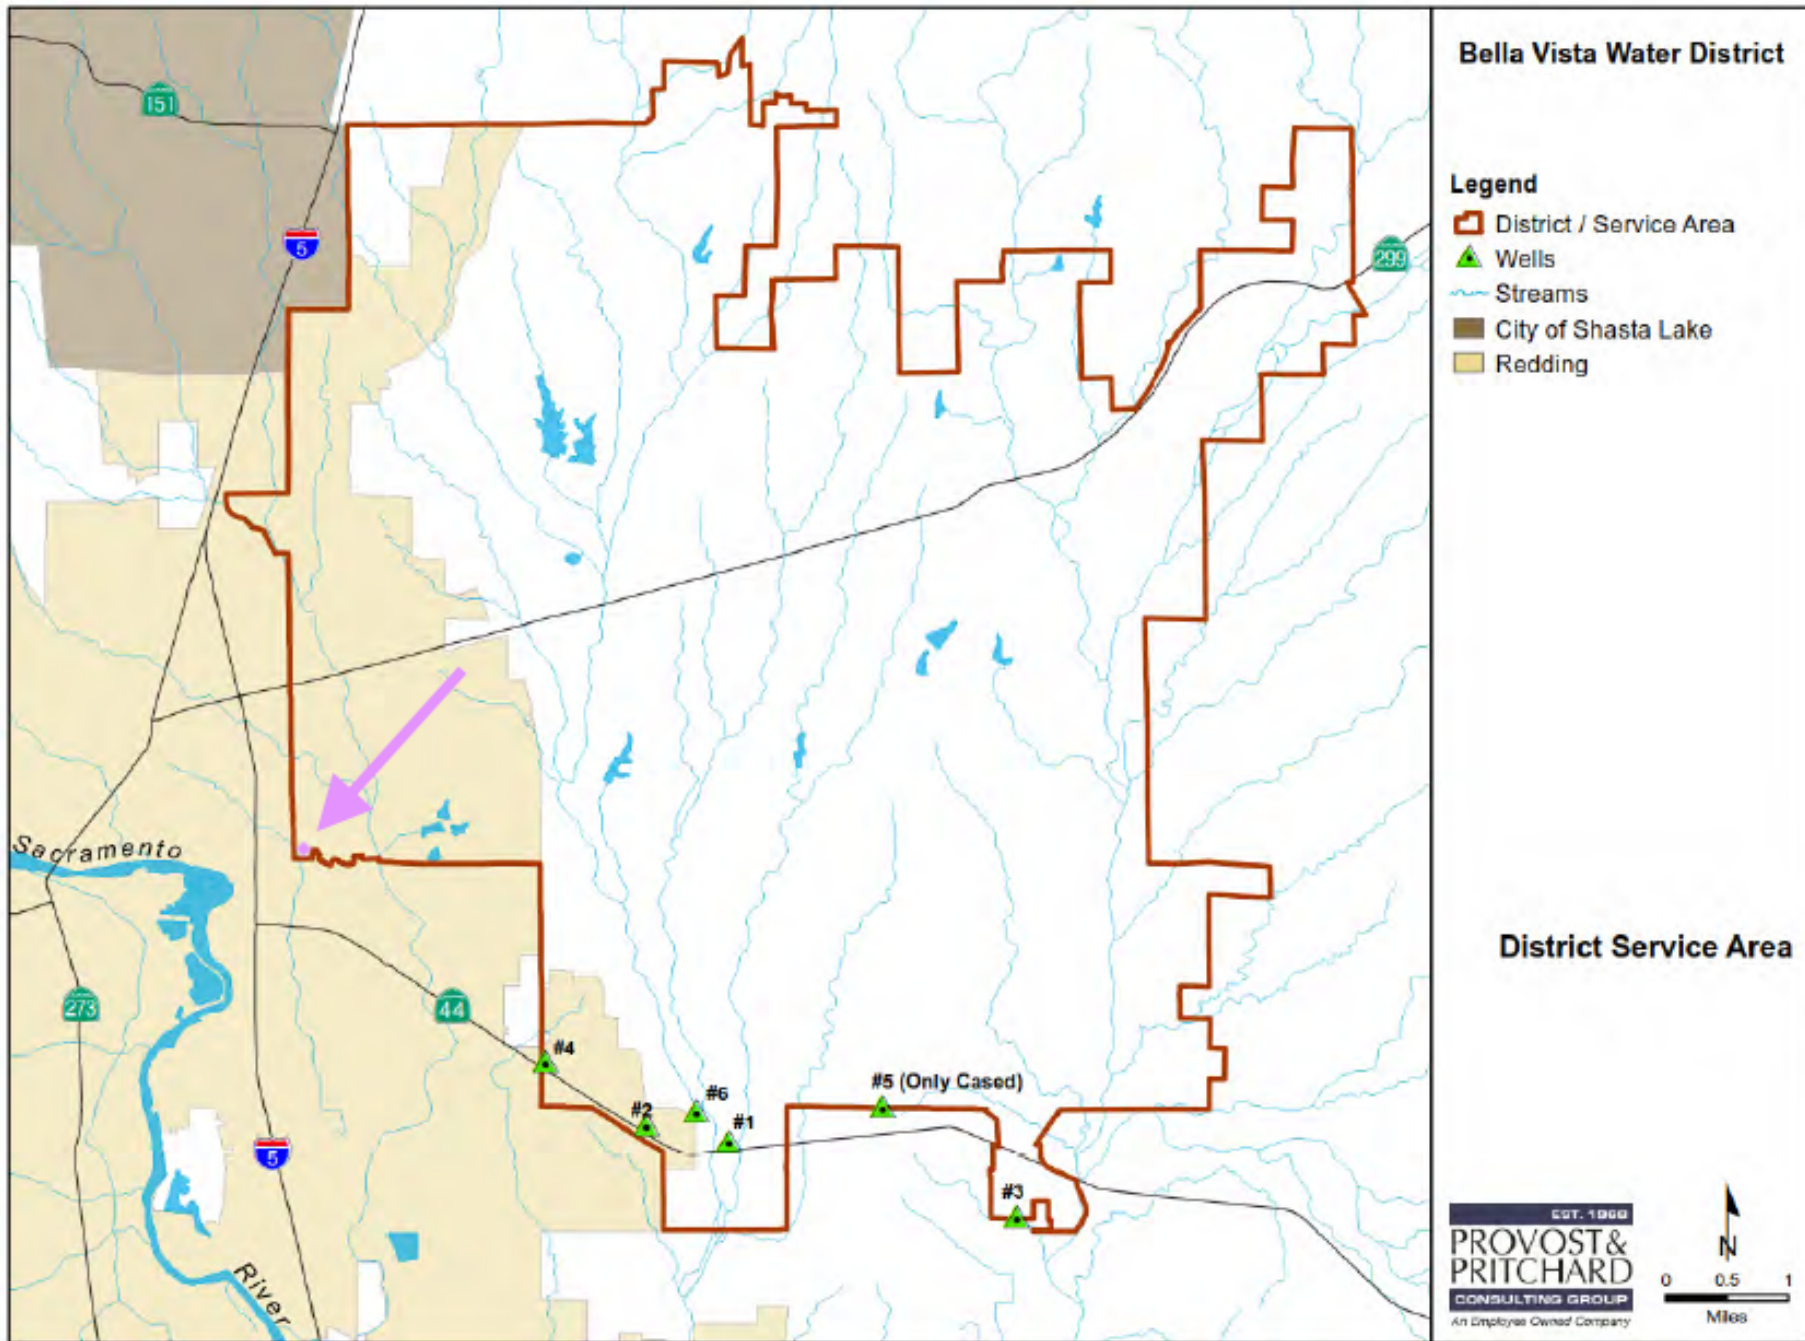 Bella Vista Water District
Legend
District / Service Area
Wells
Streams
City of Shasta Lake
Redding
151
5
299
Sacramento
273
44
#4
#5 (Only Cased)
#6
#2
#1
5
#3
River
District Service Area
EST. 1968
PROVOST&
PRITCHARD
CONSULTING GROUP
An Employee Owned Company
N
0 0.5 1
Miles